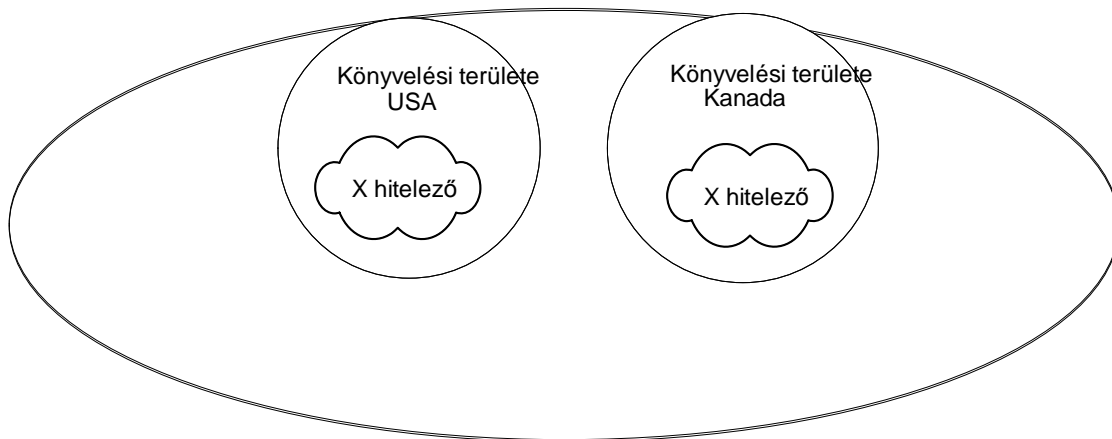 Könyvelési területe
USA
X hitelező
Könyvelési területe
Kanada
X hitelező